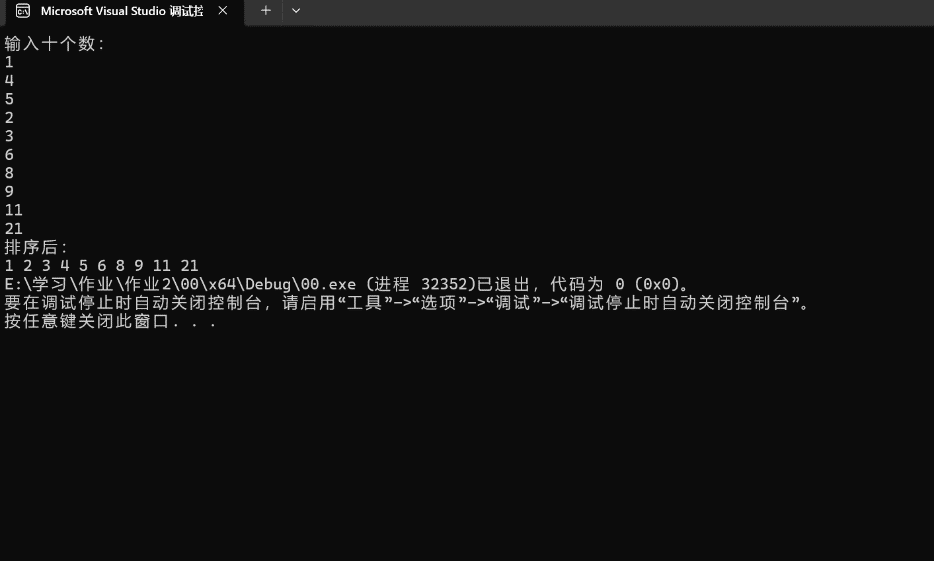 Microsoft Visual Studio 调试控
输入十个数：
1
4
5
2
3
6
8
9
11
21
排序后：
1 2 3 4 5 6 8 9 11 21
E:\学习\作业\作业2\00\x64\Debug\00.exe (进程 32352)已退出，代码为 0 (0x0)。
要在调试停止时自动关闭控制台，请启用“工具”->“选项”->“调试”->“调试停止时自动关闭控制台”。
按任意键关闭此窗口. . .